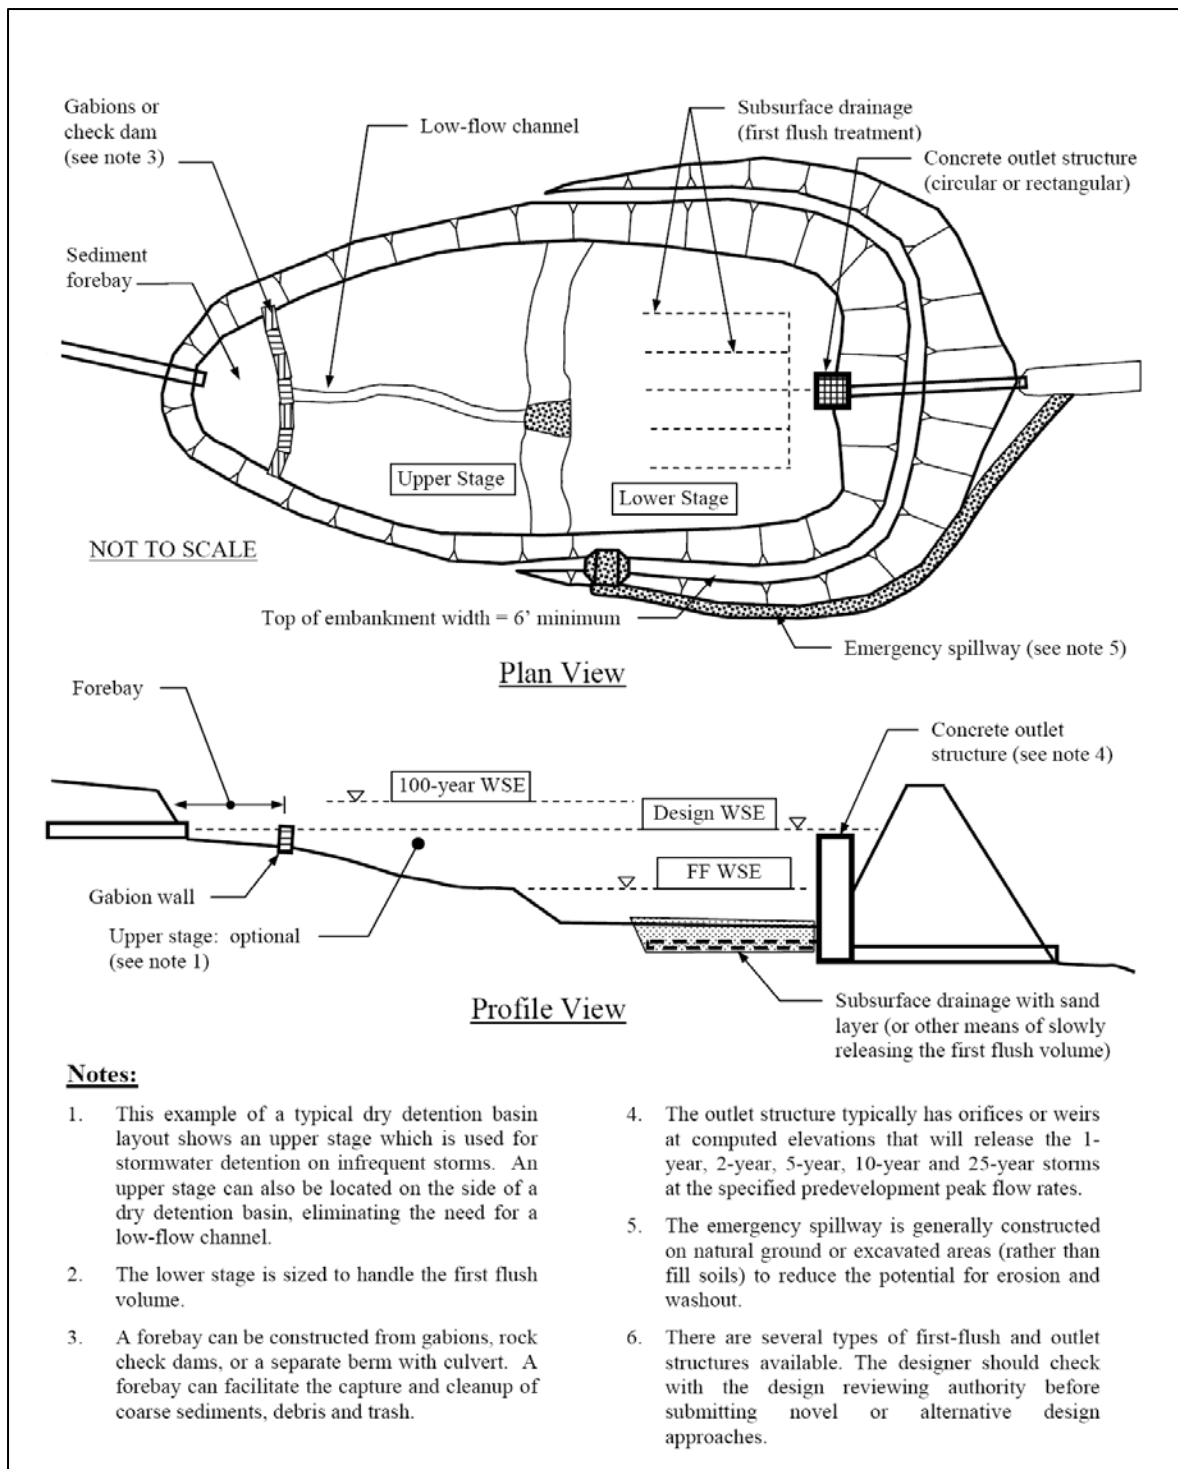 Gabions or
check dam
(see note 3)
Low-flow channel
Subsurface drainage
(first flush treatment)
Concrete outlet structure
(circular or rectangular)
Sediment
forebay
Upper Stage
Lower Stage
NOT TO SCALE
Top of embankment width = 6’ minimum
Emergency spillway (see note 5)
Plan View
Forebay
Concrete outlet
structure (see note 4)
100-year WSE
Design WSE
FF WSE
Gabion wall
Upper stage: optional
(see note 1)
Subsurface drainage with sand
layer (or other means of slowly
releasing the first flush volume)
Profile View
Notes:
1. This example of a typical dry detention basin
layout shows an upper stage which is used for
stormwater detention on infrequent storms. An
upper stage can also be located on the side of a
dry detention basin, eliminating the need for a
low-flow channel.
2. The lower stage is sized to handle the first flush
volume.
3. A forebay can be constructed from gabions, rock
check dams, or a separate berm with culvert. A
forebay can facilitate the capture and cleanup of
coarse sediments, debris and trash.
4. The outlet structure typically has orifices or weirs
at computed elevations that will release the 1-
year, 2-year, 5-year, 10-year and 25-year storms
at the specified predevelopment peak flow rates.
5. The emergency spillway is generally constructed
on natural ground or excavated areas (rather than
fill soils) to reduce the potential for erosion and
washout.
6. There are several types of first-flush and outlet
structures available. The designer should check
with the design reviewing authority before
submitting novel or alternative design
approaches.